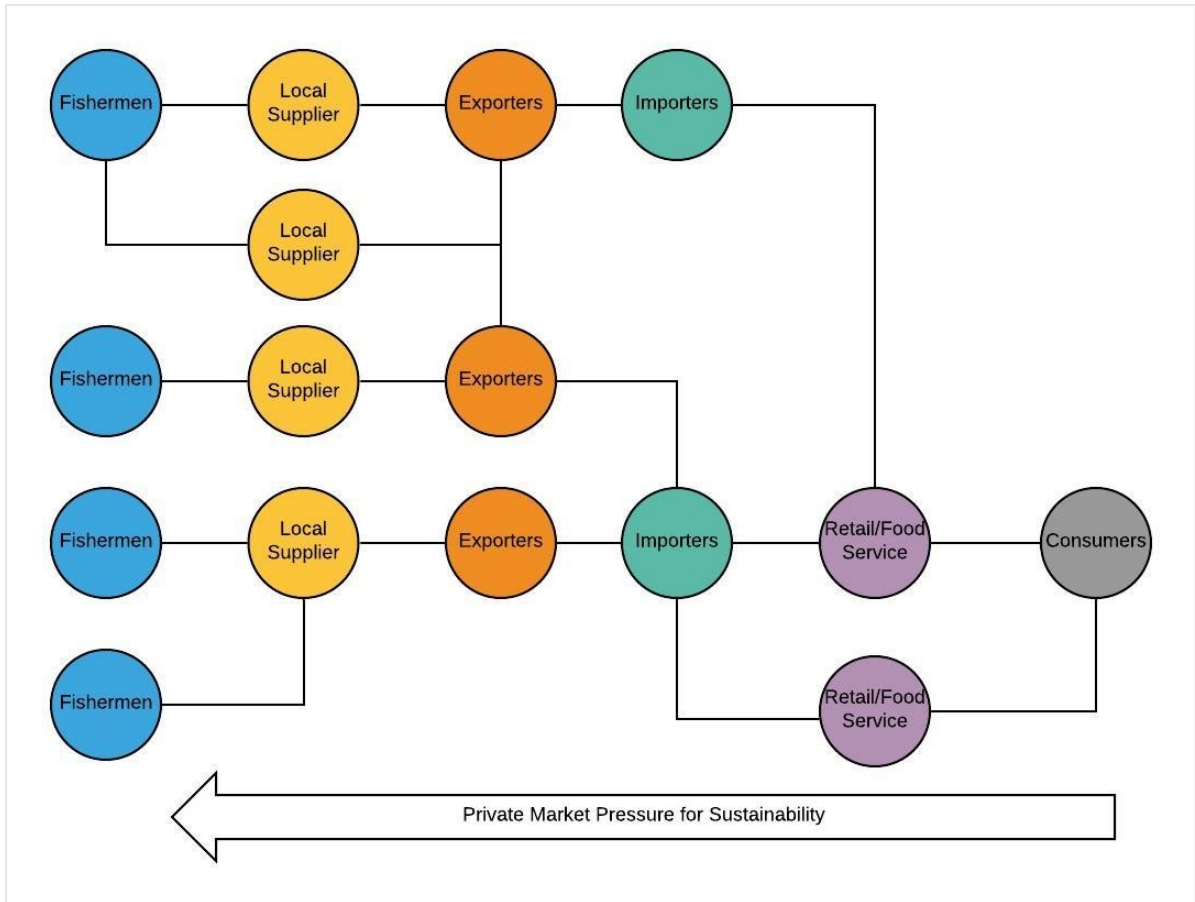 Fishermen
Local
Supplier
Exporters
Importers
Local
Supplier
Fishermen
Local
Supplier
Exporters
Fishermen
Local
Supplier
Exporters
Importers
Retail/Food
Service
Consumers
Fishermen
Retail/Food
Service
Private Market Pressure for Sustainability